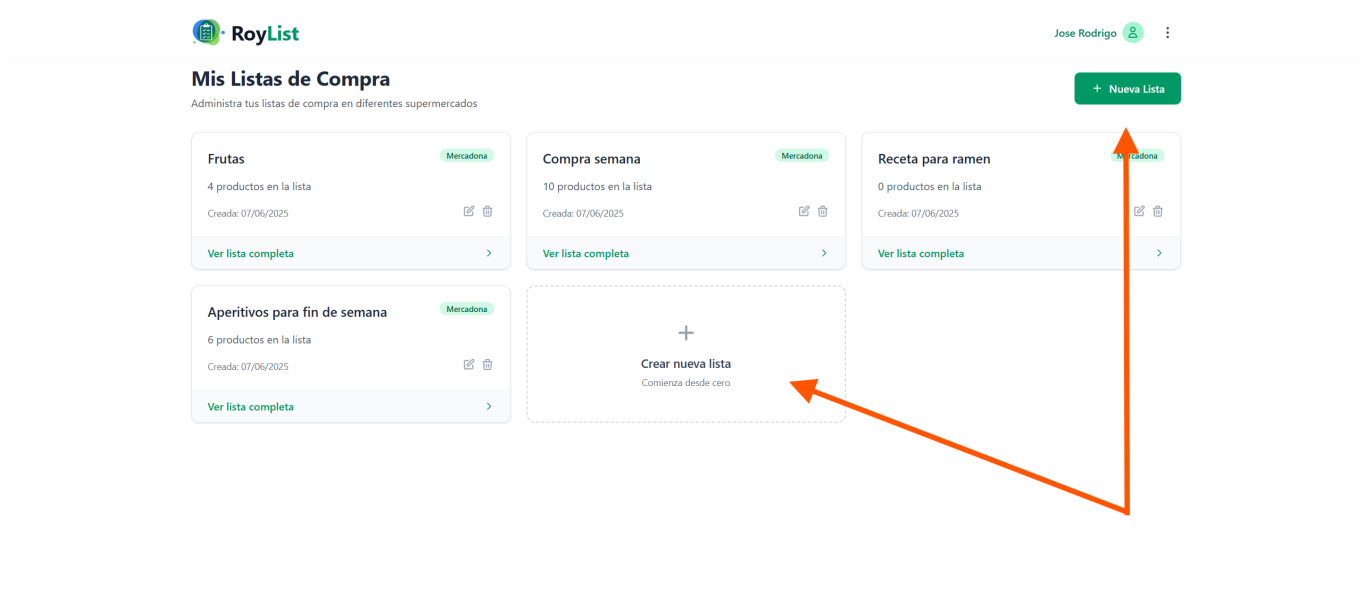 RoyList
Jose Rodrigo
Mis Listas de Compra
Administra tus listas de compra en diferentes supermercados
+ Nueva Lista
Frutas
Mercadona
4 productos en la lista
Creada: 07/06/2025
Ver lista completa
Compra semana
Mercadona
10 productos en la lista
Creada: 07/06/2025
Ver lista completa
Receta para ramen
Mercadona
0 productos en la lista
Creada: 07/06/2025
Ver lista completa
Aperitivos para fin de semana
Mercadona
6 productos en la lista
Creada: 07/06/2025
Ver lista completa
Crear nueva lista
Comienza desde cero